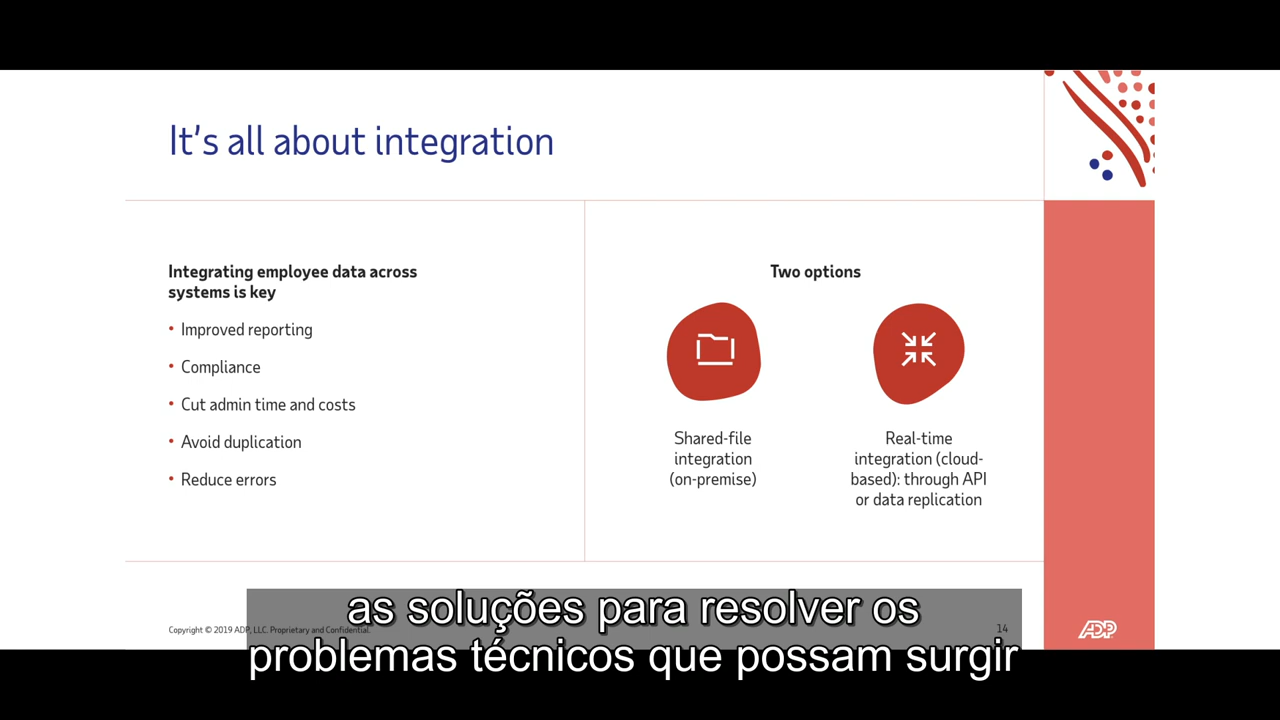 It's all about integration
Integrating employee data across
systems is key
• Improved reporting
• Compliance
• Cut admin time and costs
• Avoid duplication
• Reduce errors
Two options
Shared-file
integration
(on-premise)
Real-time
integration (cloud-
based): through API
or data replication
Copyright © 2019 ADP, LLC. Proprietary and Confidential.
14
ADP
as soluções para resolver os
problemas técnicos que possam surgir